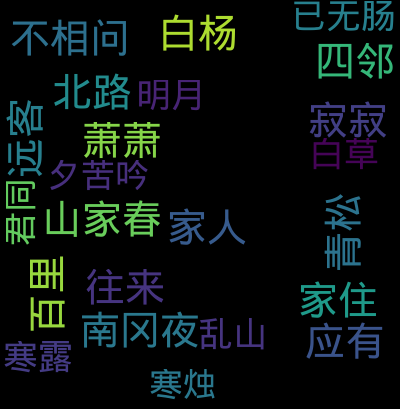 已无肠
不相问
白杨
四邻
北路
明月
远客
寂寂
萧萧
白草
夕苦吟
君同
山家春
家人
青松
百里
往来
家住
南冈夜
乱山
应有
寒露
寒烛